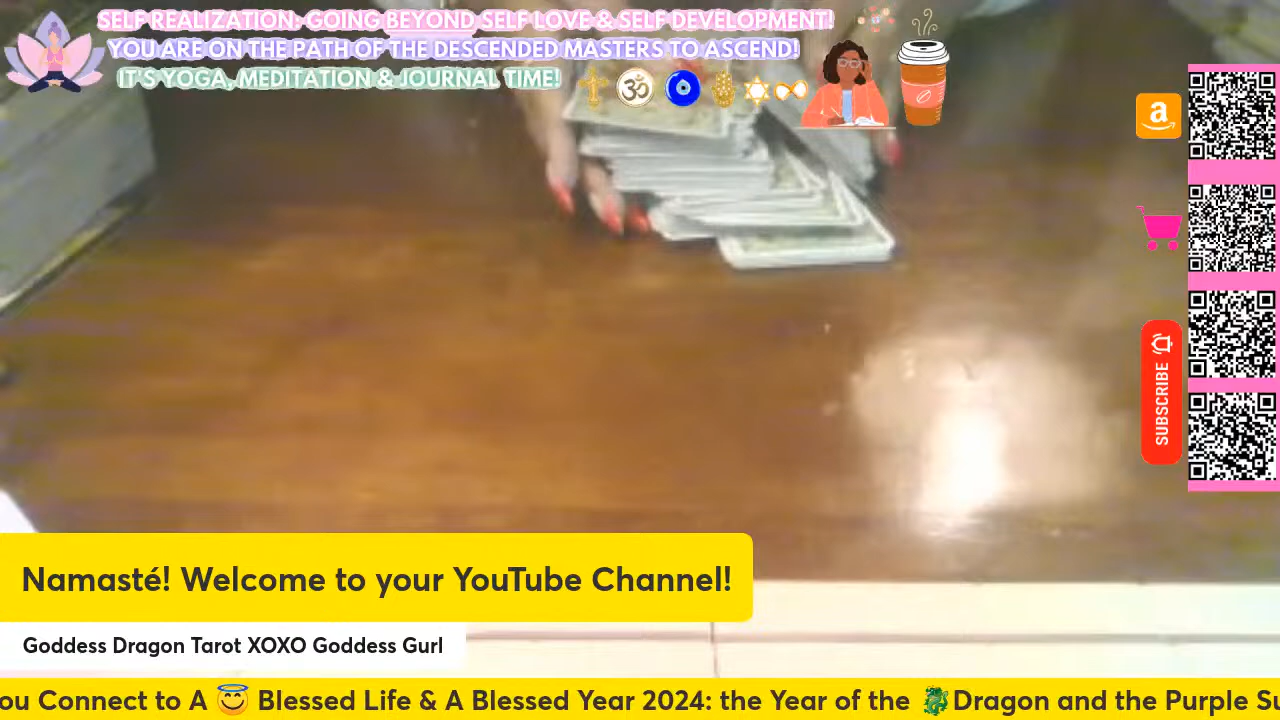 SELF REALIZATION: GOING BEYOND SELF LOVE & SELF DEVELOPMENT!
YOU ARE ON THE PATH OF THE DESCENDED MASTERS TO ASCEND!
IT'S YOGA, MEDITATION & JOURNAL TIME!
a
SUBSCRIBE
Namasté! Welcome to your YouTube Channel!
Goddess Dragon Tarot XOXO Goddess Gurl
ou Connect to A 😇 Blessed Life & A Blessed Year 2024: the Year of the 🐉Dragon and the Purple Su